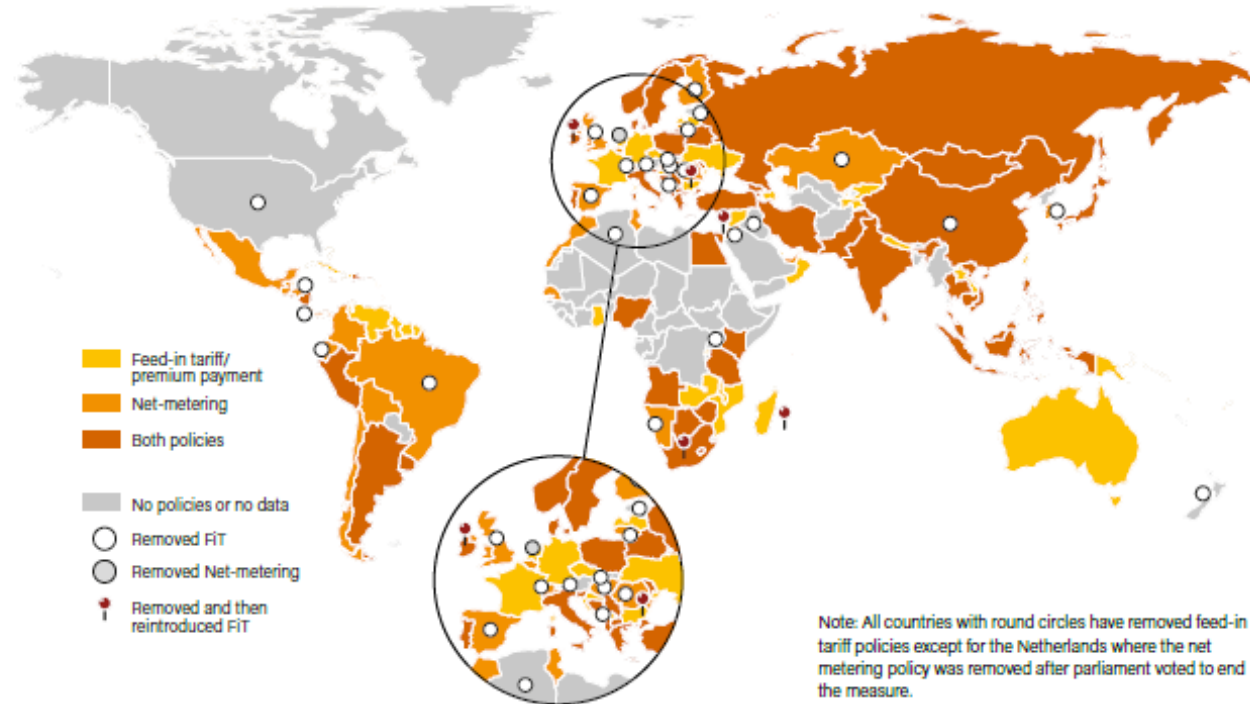 Feed-in tariff/
premium payment
Net-metering
Both policies
No policies or no data
Removed FiT
Removed Net-metering
Removed and then
reintroduced FiT
Note: All countries with round circles have removed feed-in
tariff policies except for the Netherlands where the net
metering policy was removed after parliament voted to end
the measure.